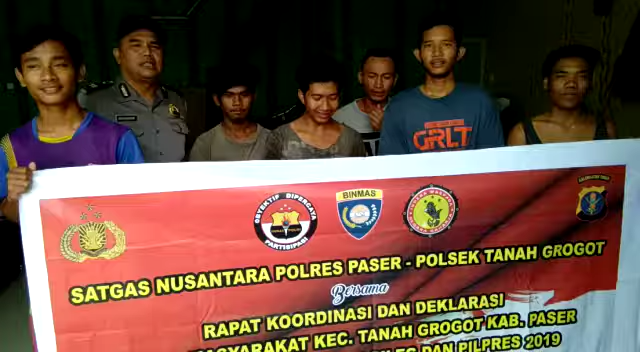 GRLT
OBYEKTIF DIPERCAYA
PARTISIPASI
BINMAS
SATGAS NUSANTARA POLRES PASER - POLSEK TANAH GROGOT
Bersama
RAPAT KOORDINASI DAN DEKLARASI
MASYARAKAT KEC. TANAH GROGOT KAB. PASER
DAN PILPRES 2019